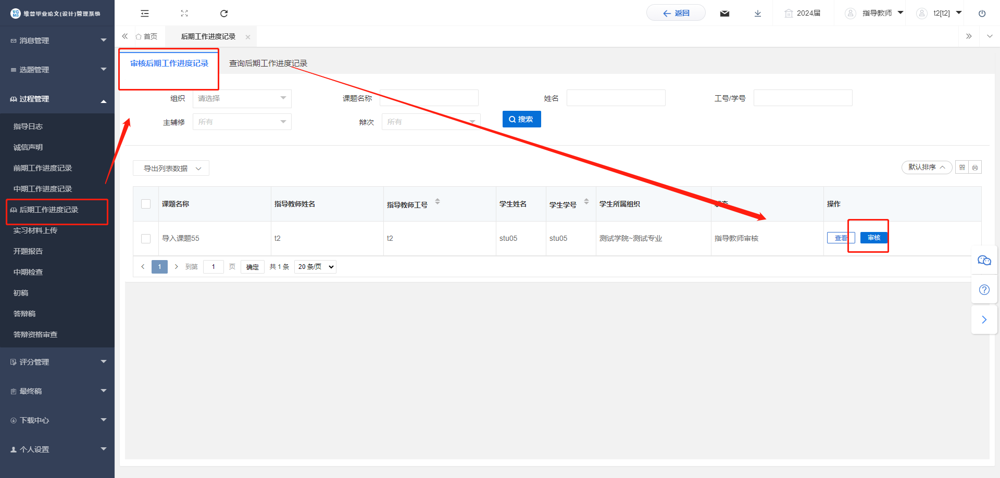 VG
MS
维普毕业论文(设计)管理系统
返回
2024届
指导教师
t2[t2]
首页
后期工作进度记录
消息管理
选题管理
过程管理
指导日志
诚信声明
前期工作进度记录
中期工作进度记录
后期工作进度记录
实习材料上传
开题报告
中期检查
初稿
答辩稿
答辩资格审查
评分管理
最终稿
下载中心
个人设置
审核后期工作进度记录
查询后期工作进度记录
组织
请选择
课题名称
姓名
工号/学号
主辅修
所有
辩次
所有
搜索
导出列表数据
默认排序
课题名称
指导教师姓名
指导教师工号
学生姓名
学生学号
学生所属组织
操作
导入课题55
t2
t2
stu05
stu05
测试学院~测试专业
指导教师审核
查看
审核
1
到第
1
页
确定
共 1 条
20 条/页